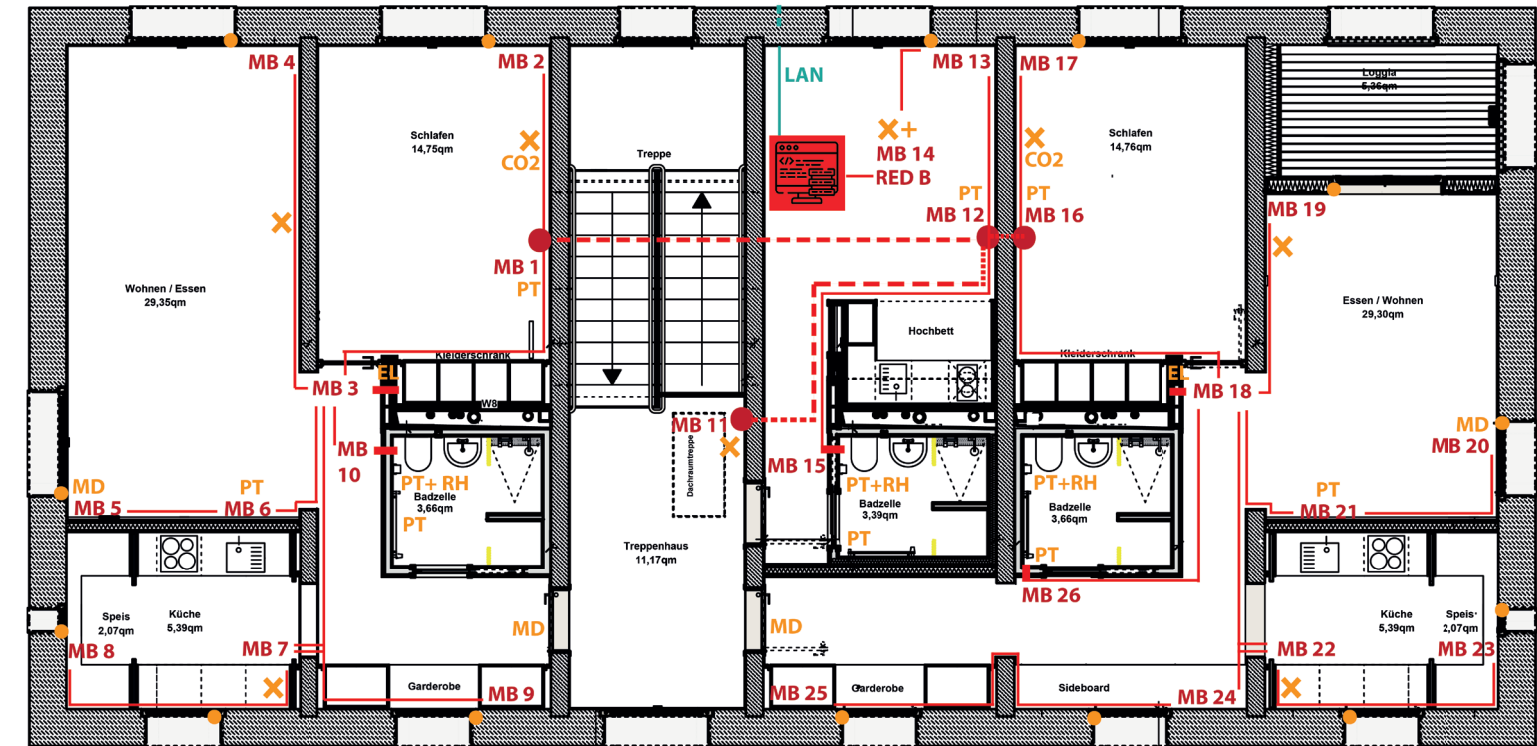 MB 4
MB 2
LAN
MB 13
MB 17
Loggia
5,36qm
Schlafen
14,75qm
CO2
Treppe
+
MB 14
RED B
Schlafen
14,76qm
CO2
PT
MB 12
PT
MB 16
MB 19
MB 1
PT
Wohnen / Essen
29,35qm
Essen / Wohnen
29,30qm
Hochbett
Kleiderschrank
Kleiderschrank
EL
MB 3
EL
MB 18
W8
MB 11
MD
MB 20
MB
10
MB 15
Dachraumtreppe
PT+ RH
Badzelle
3,66qm
PT
PT+RH
Badzelle
3,39qm
PT
PT+RH
Badzelle
3,66qm
PT
MD
MB 5
PT
MB 6
PT
MB 21
Treppenhaus
11,17qm
MB 26
Speis
2,07qm
Küche
5,39qm
MD
MD
Küche
5,39qm
Speis
2,07qm
MB 8
MB 7
MB 22
MB 23
Garderobe
MB 9
MB 25
Garderobe
Sideboard
MB 24